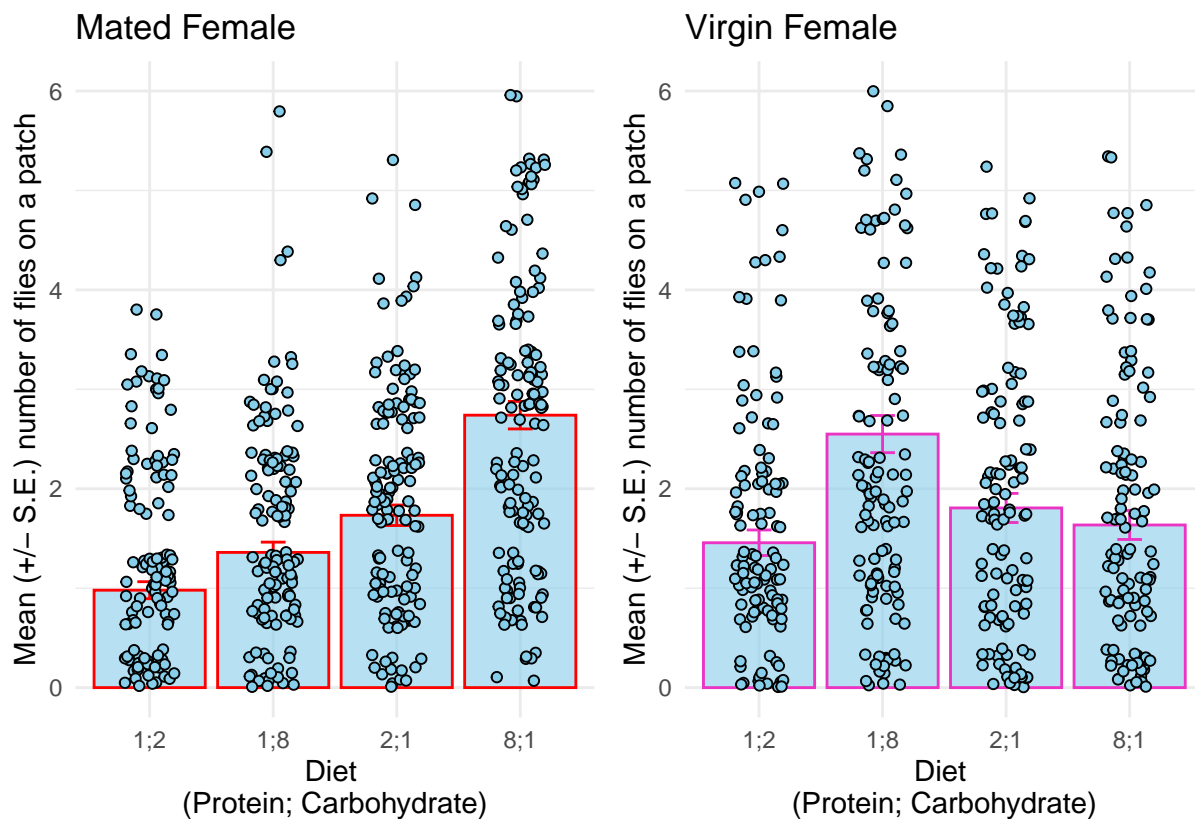 Mated Female
Mean (+/− S.E.) number of flies on a patch
6
4
2
0
1;2
1;8
2;1
8;1
Diet
(Protein; Carbohydrate)
Virgin Female
Mean (+/− S.E.) number of flies on a patch
6
4
2
0
1;2
1;8
2;1
8;1
Diet
(Protein; Carbohydrate)